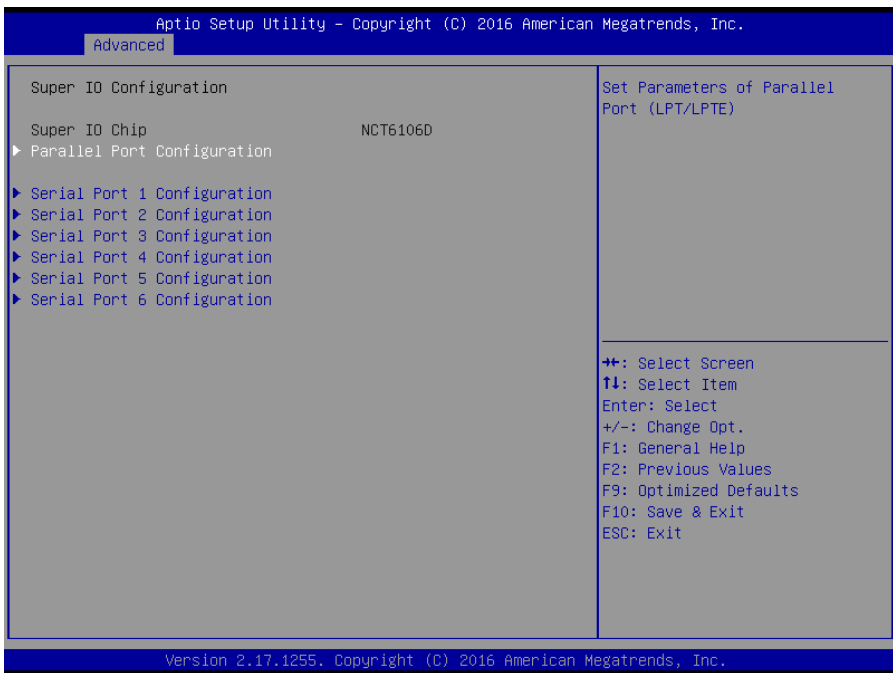 Aptio Setup Utility – Copyright (C) 2016 American Megatrends, Inc.
Advanced
Super IO Configuration
Super IO Chip NCT6106D
▶ Parallel Port Configuration
▶ Serial Port 1 Configuration
▶ Serial Port 2 Configuration
▶ Serial Port 3 Configuration
▶ Serial Port 4 Configuration
▶ Serial Port 5 Configuration
▶ Serial Port 6 Configuration
Set Parameters of Parallel
Port (LPT/LPTE)
→←: Select Screen
↑↓: Select Item
Enter: Select
+/-: Change Opt.
F1: General Help
F2: Previous Values
F9: Optimized Defaults
F10: Save & Exit
ESC: Exit
Version 2.17.1255. Copyright (C) 2016 American Megatrends, Inc.